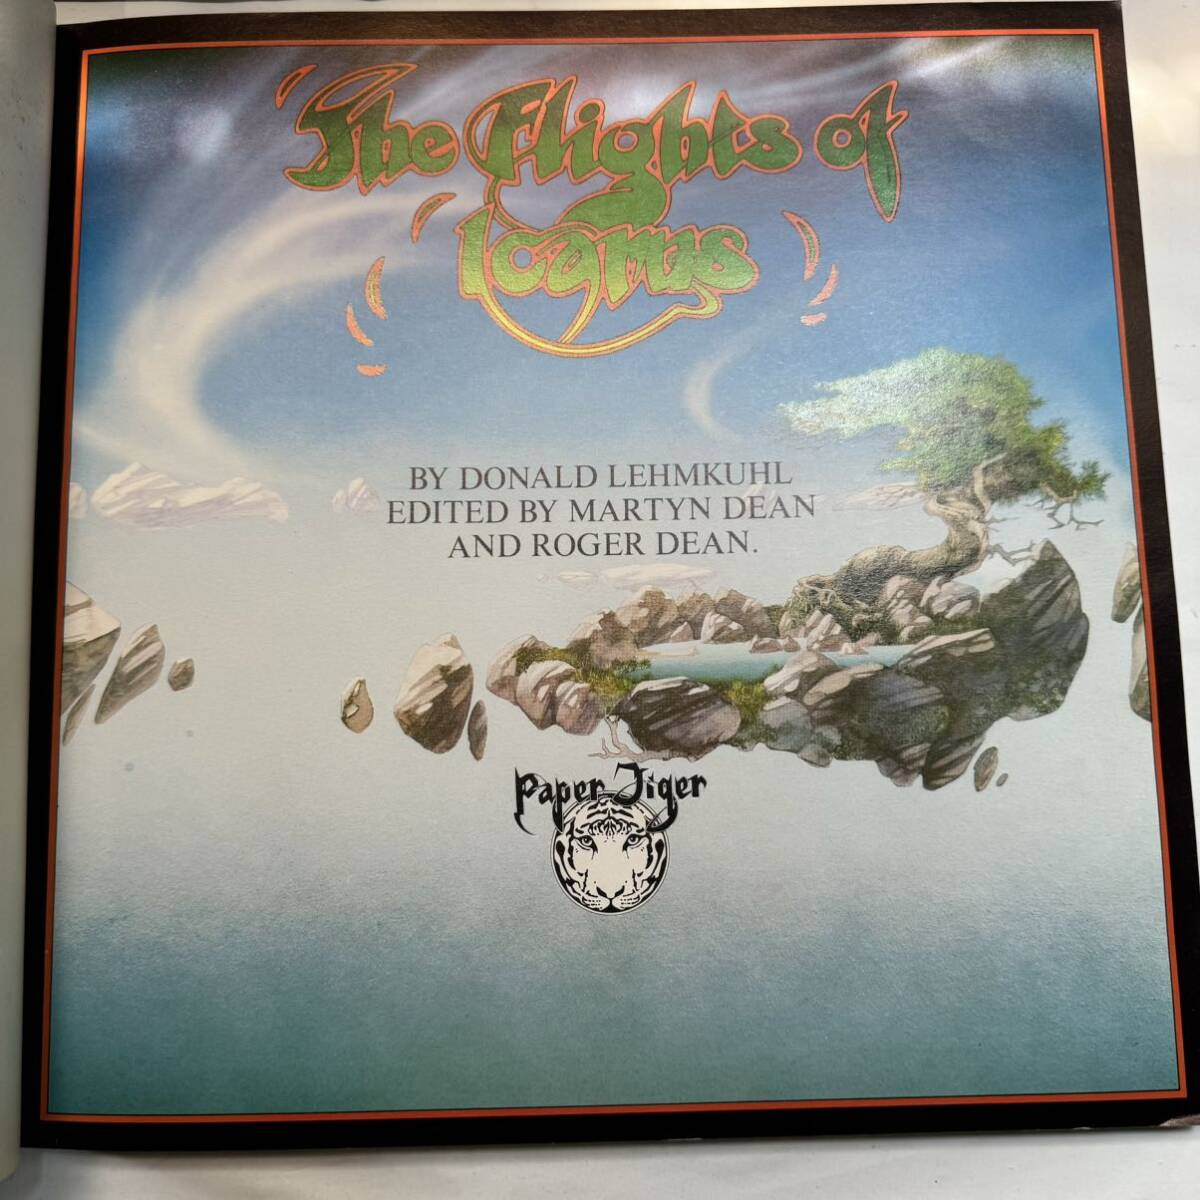 The Flights of
Icarus
BY DONALD LEHMKUHL
EDITED BY MARTYN DEAN
AND ROGER DEAN.
Paper Tiger